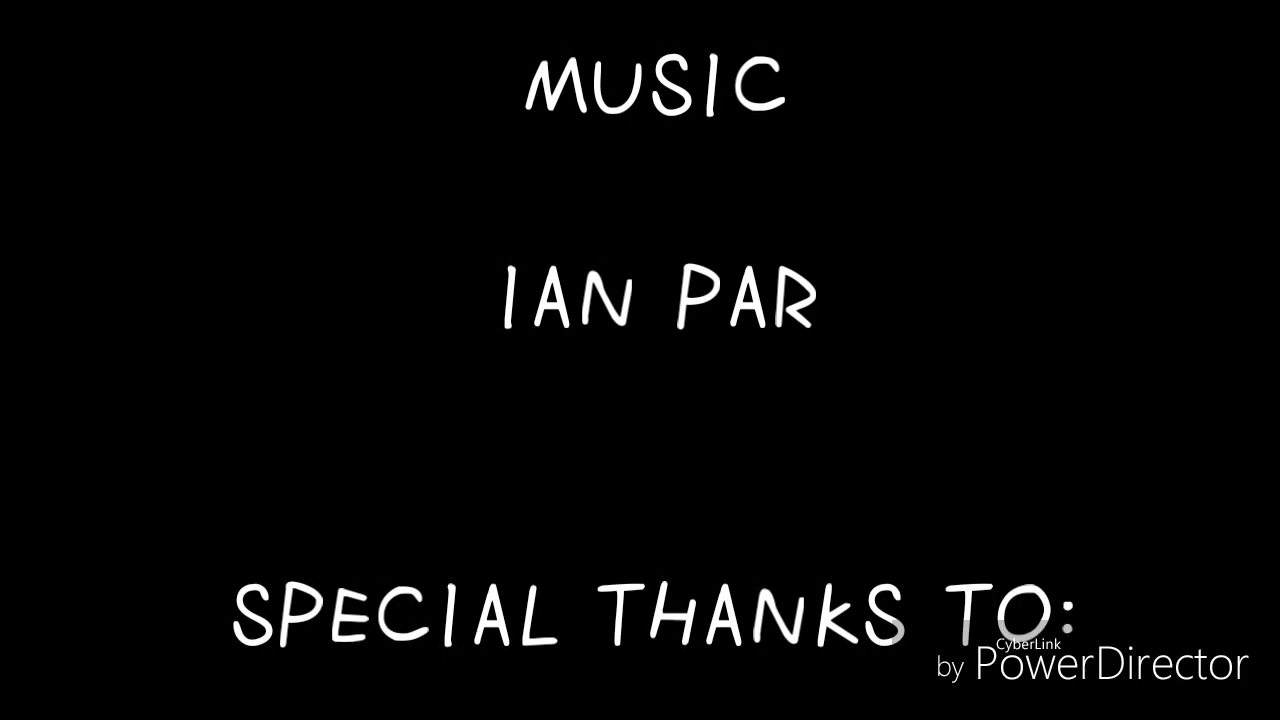 MUSIC
IAN PAR
SPECIAL THANKS TO:
CyberLink
by PowerDirector